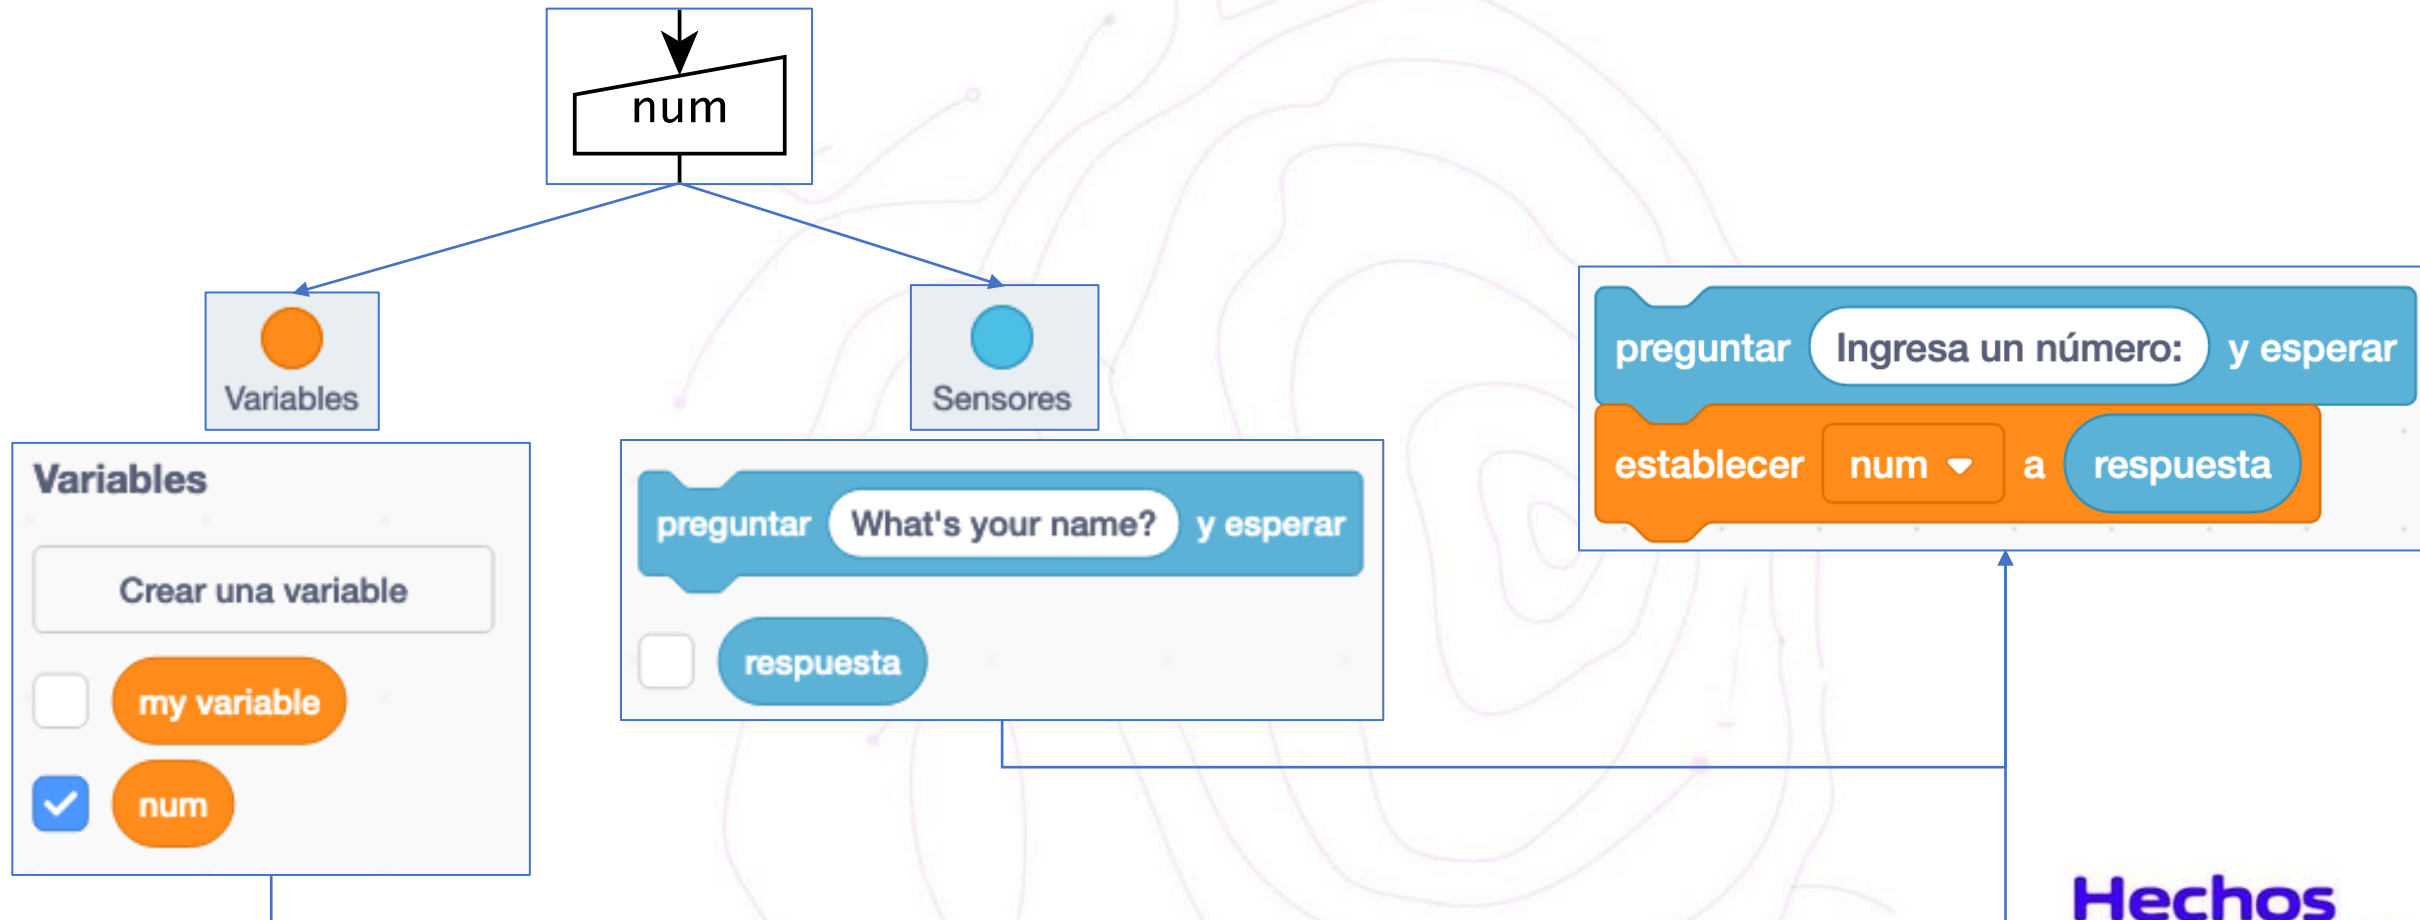 num
Variables
Sensores
Variables
Crear una variable
my variable
num
preguntar What's your name? y esperar
respuesta
preguntar Ingresa un número: y esperar
establecer num a respuesta
Hechos